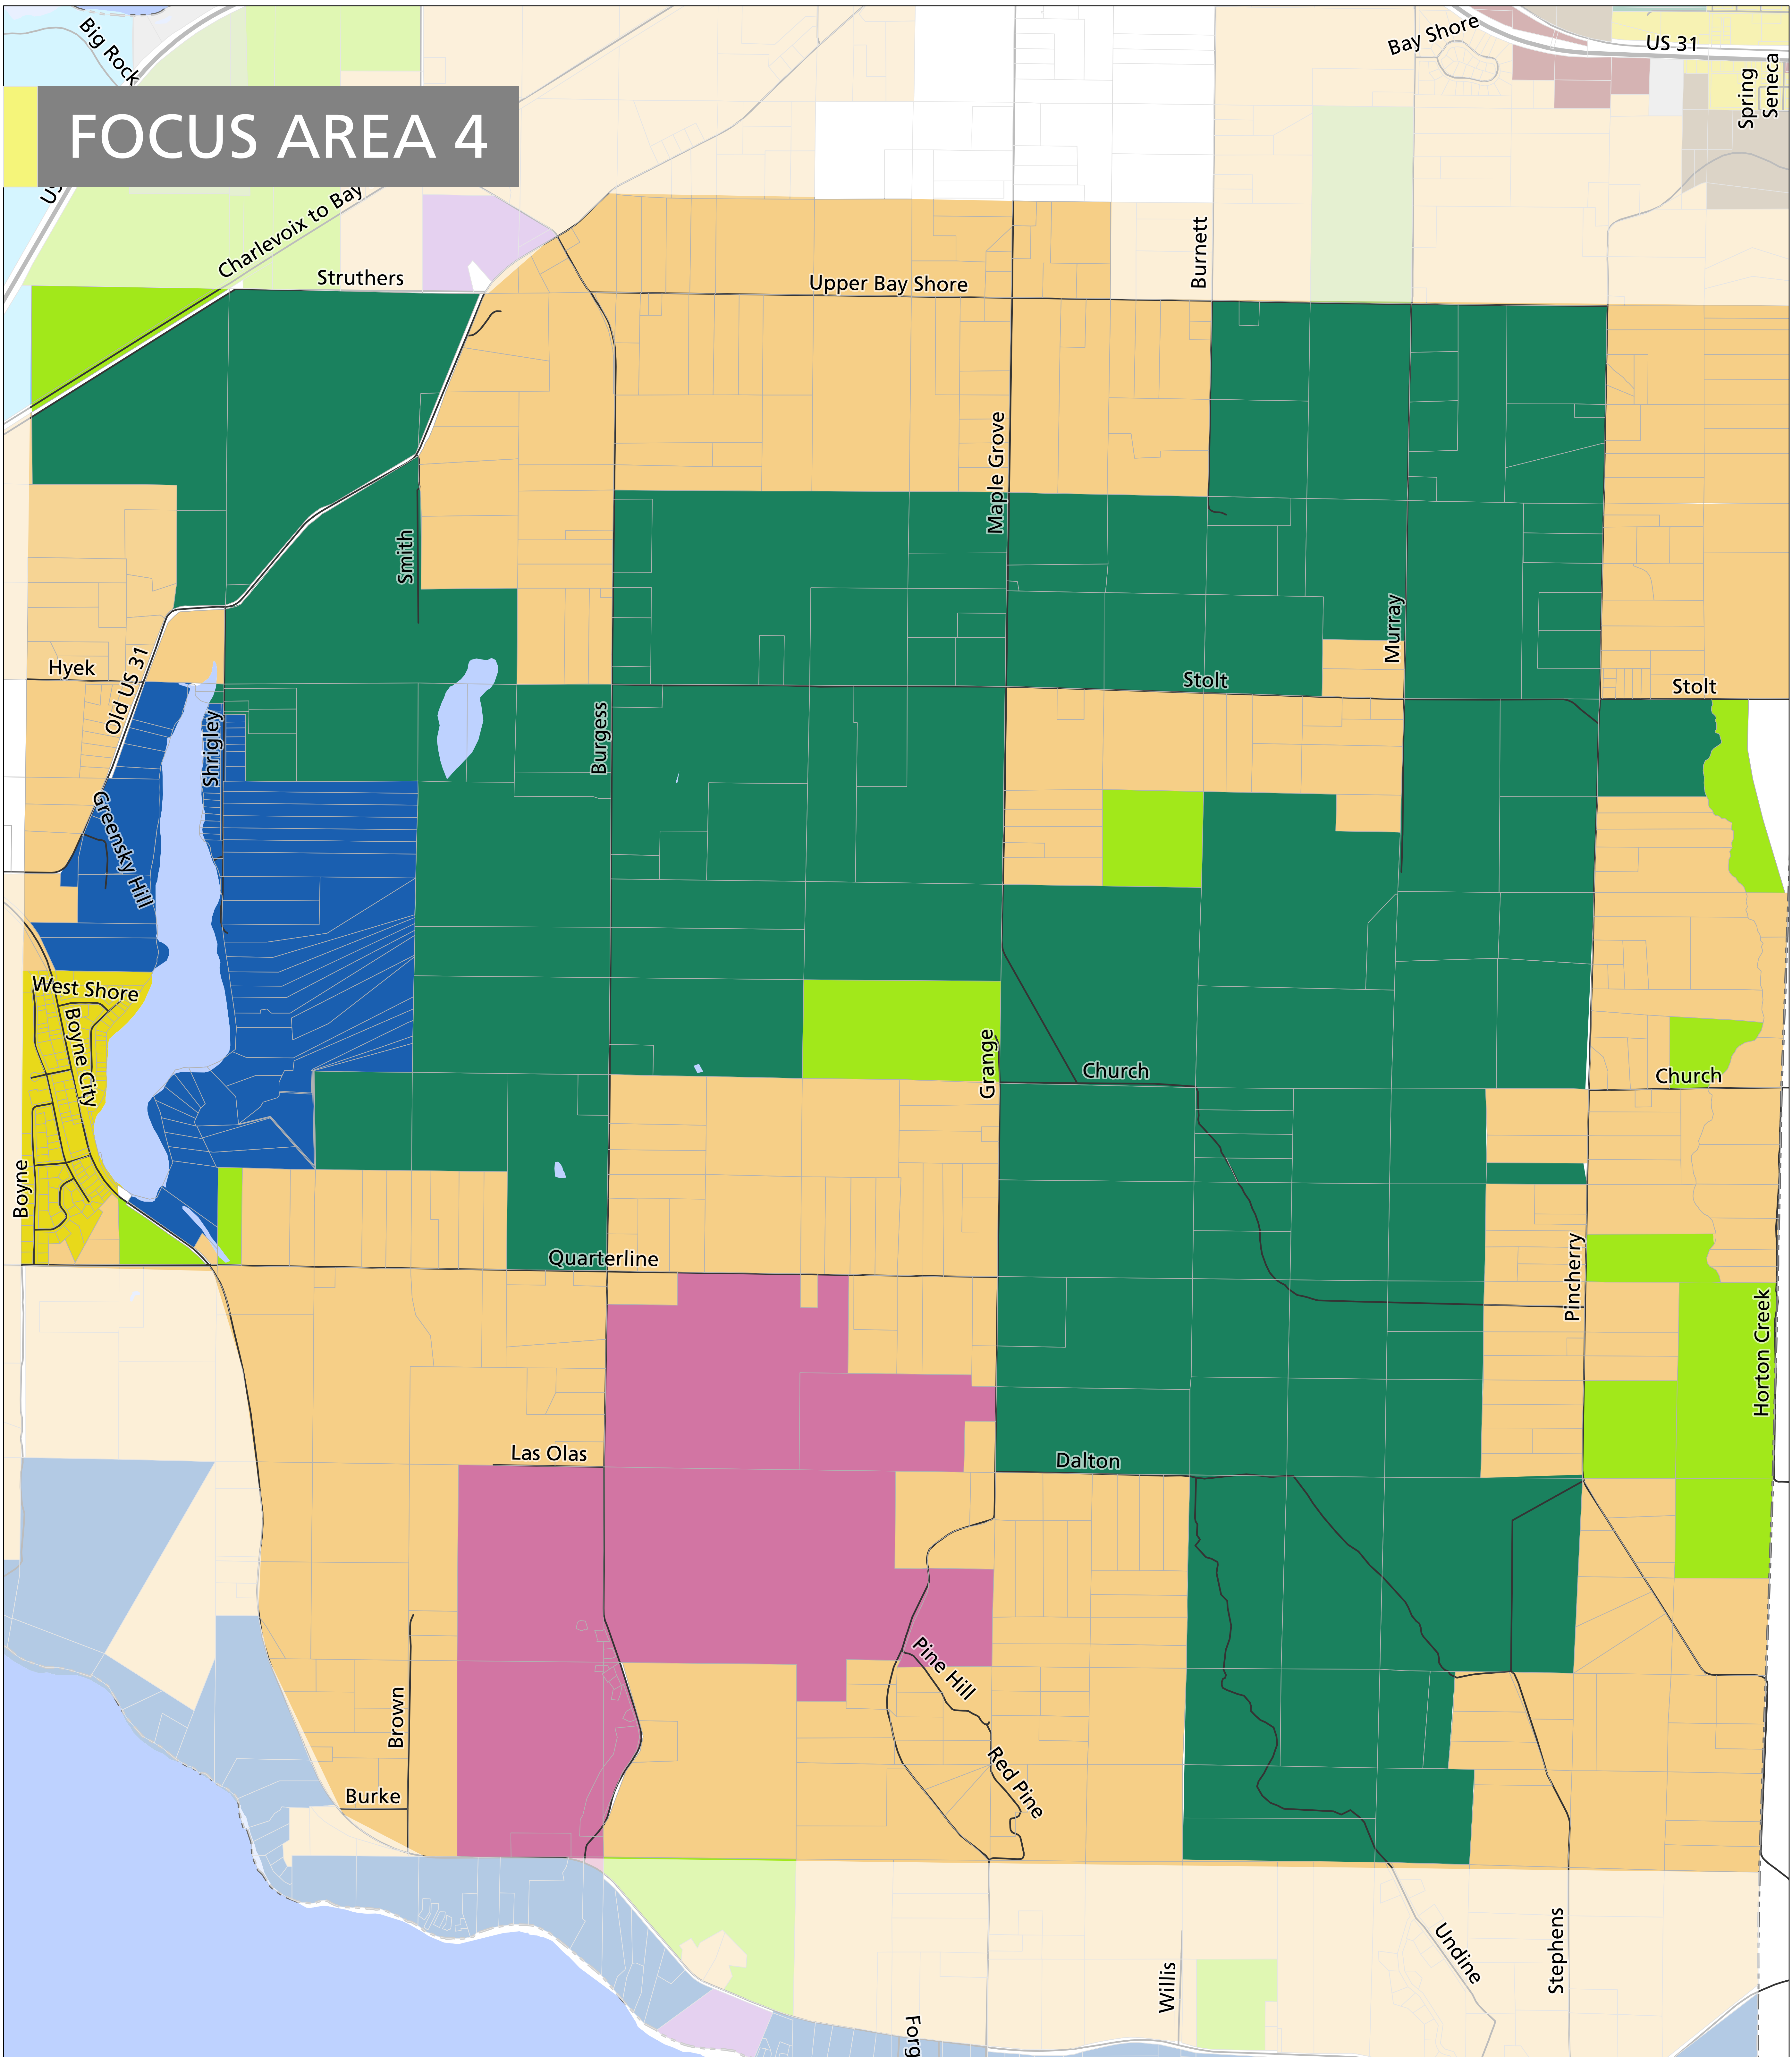 Big Rock
Bay Shore
US 31
Spring
Seneca
FOCUS AREA 4
Charlevoix to Bay
Struthers
Upper Bay Shore
Burnett
Maple Grove
Smith
Murray
Hyek
Old US 31
Stolt
Stolt
Shrigley
Burgess
Greensky Hill
West Shore
Boyne City
Grange
Church
Church
Boyne
Quarterline
Pincherry
Horton Creek
Las Olas
Dalton
Pine Hill
Brown
Red Pine
Burke
Undine
Stephens
Willis
Forg